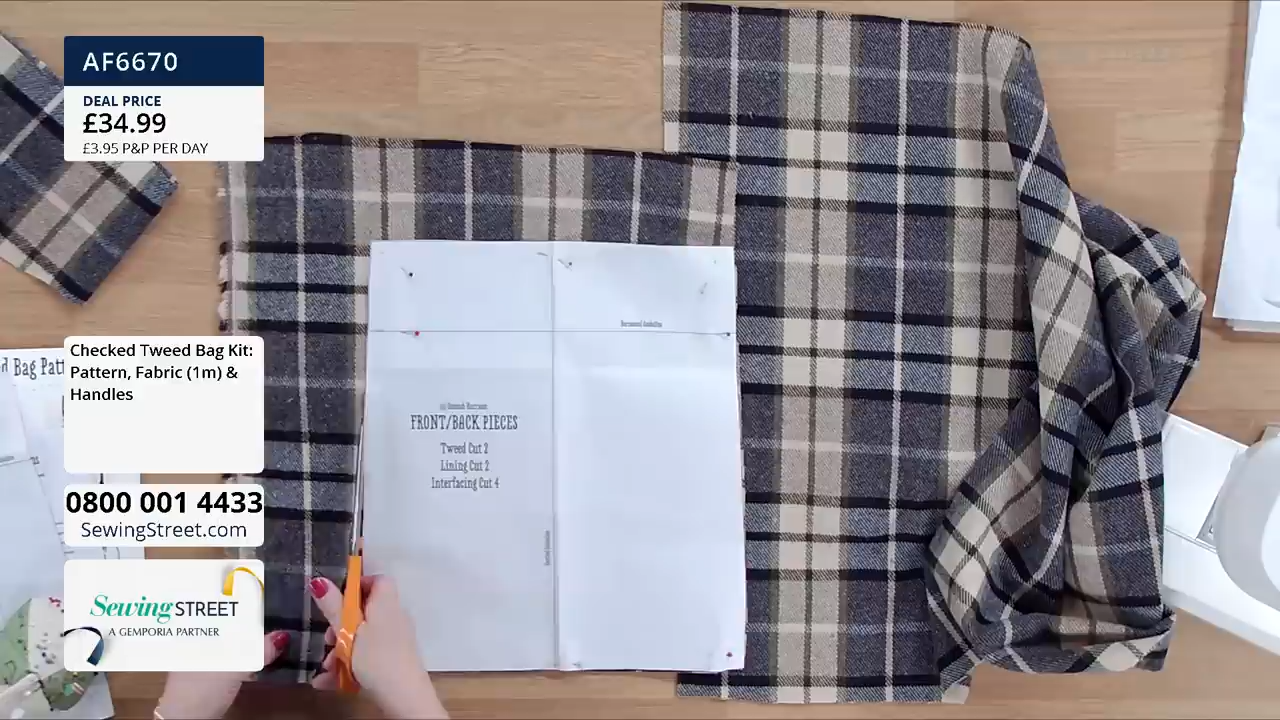 AF6670
DEAL PRICE
£34.99
£3.95 P&P PER DAY
Checked Tweed Bag Kit:
Pattern, Fabric (1m) &
Handles
0800 001 4433
SewingStreet.com
Sewing STREET
A GEMPORIA PARTNER
d Bag Patt
Horizontal Guideline
FRONT/BACK PIECES
Tweed Cut 2
Lining Cut 2
Interfacing Cut 4